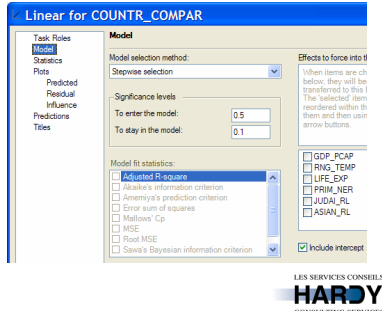 Linear for COUNTR_COMPAR
Task Roles
Model
Statistics
Plots
Predicted
Residual
Influence
Predictions
Titles
Model
Model selection method:
Stepwise selection
Significance levels
To enter the model:
0.5
To stay in the model:
0.1
Model fit statistics:
Adjusted R-square
Akaike's information criterion
Amemiya's prediction criterion
Error sum of squares
Mallows' Cp
MSE
Root MSE
Sawa's Bayesian information criterion
Effects to force into th
When items are ch
below, they will be
transferred to this l
The 'selected' item
reordered within th
them and then usin
arrow buttons.
GDP_PCAP
RNG_TEMP
LIFE_EXP
PRIM_NER
JUDAI_RL
ASIAN_RL
Include intercept
LES SERVICES CONSEILS
HARDY
CONSULTING SERVICES